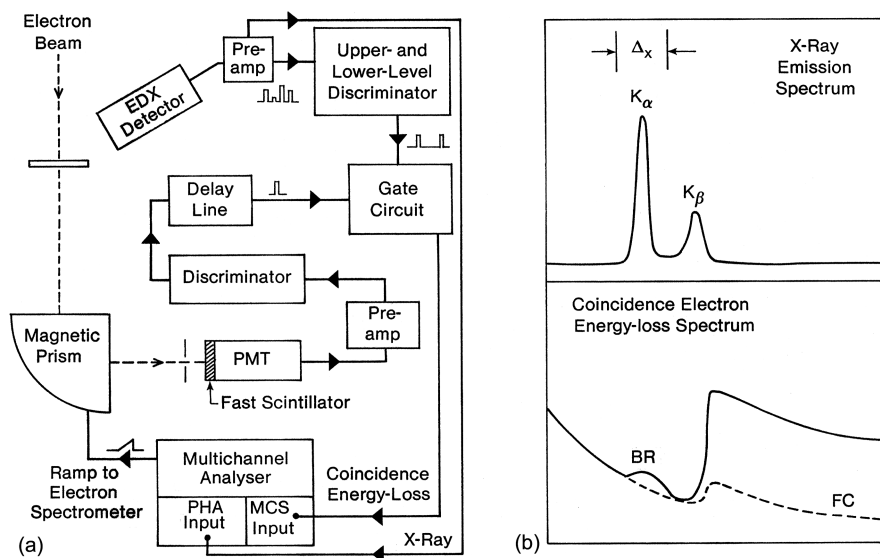 Electron
Beam
EDX
Detector
Pre-
amp
Upper- and
Lower-Level
Discriminator
Delay
Line
Gate
Circuit
Discriminator
Pre-
amp
Magnetic
Prism
PMT
Fast Scintillator
Multichannel
Analyser
PHA
Input
MCS
Input
Ramp to
Electron
Spectrometer
Coincidence
Energy-Loss
X-Ray
(a)
Δx
X-Ray
Emission
Spectrum
Kα
Kβ
Coincidence Electron
Energy-loss Spectrum
BR
FC
(b)